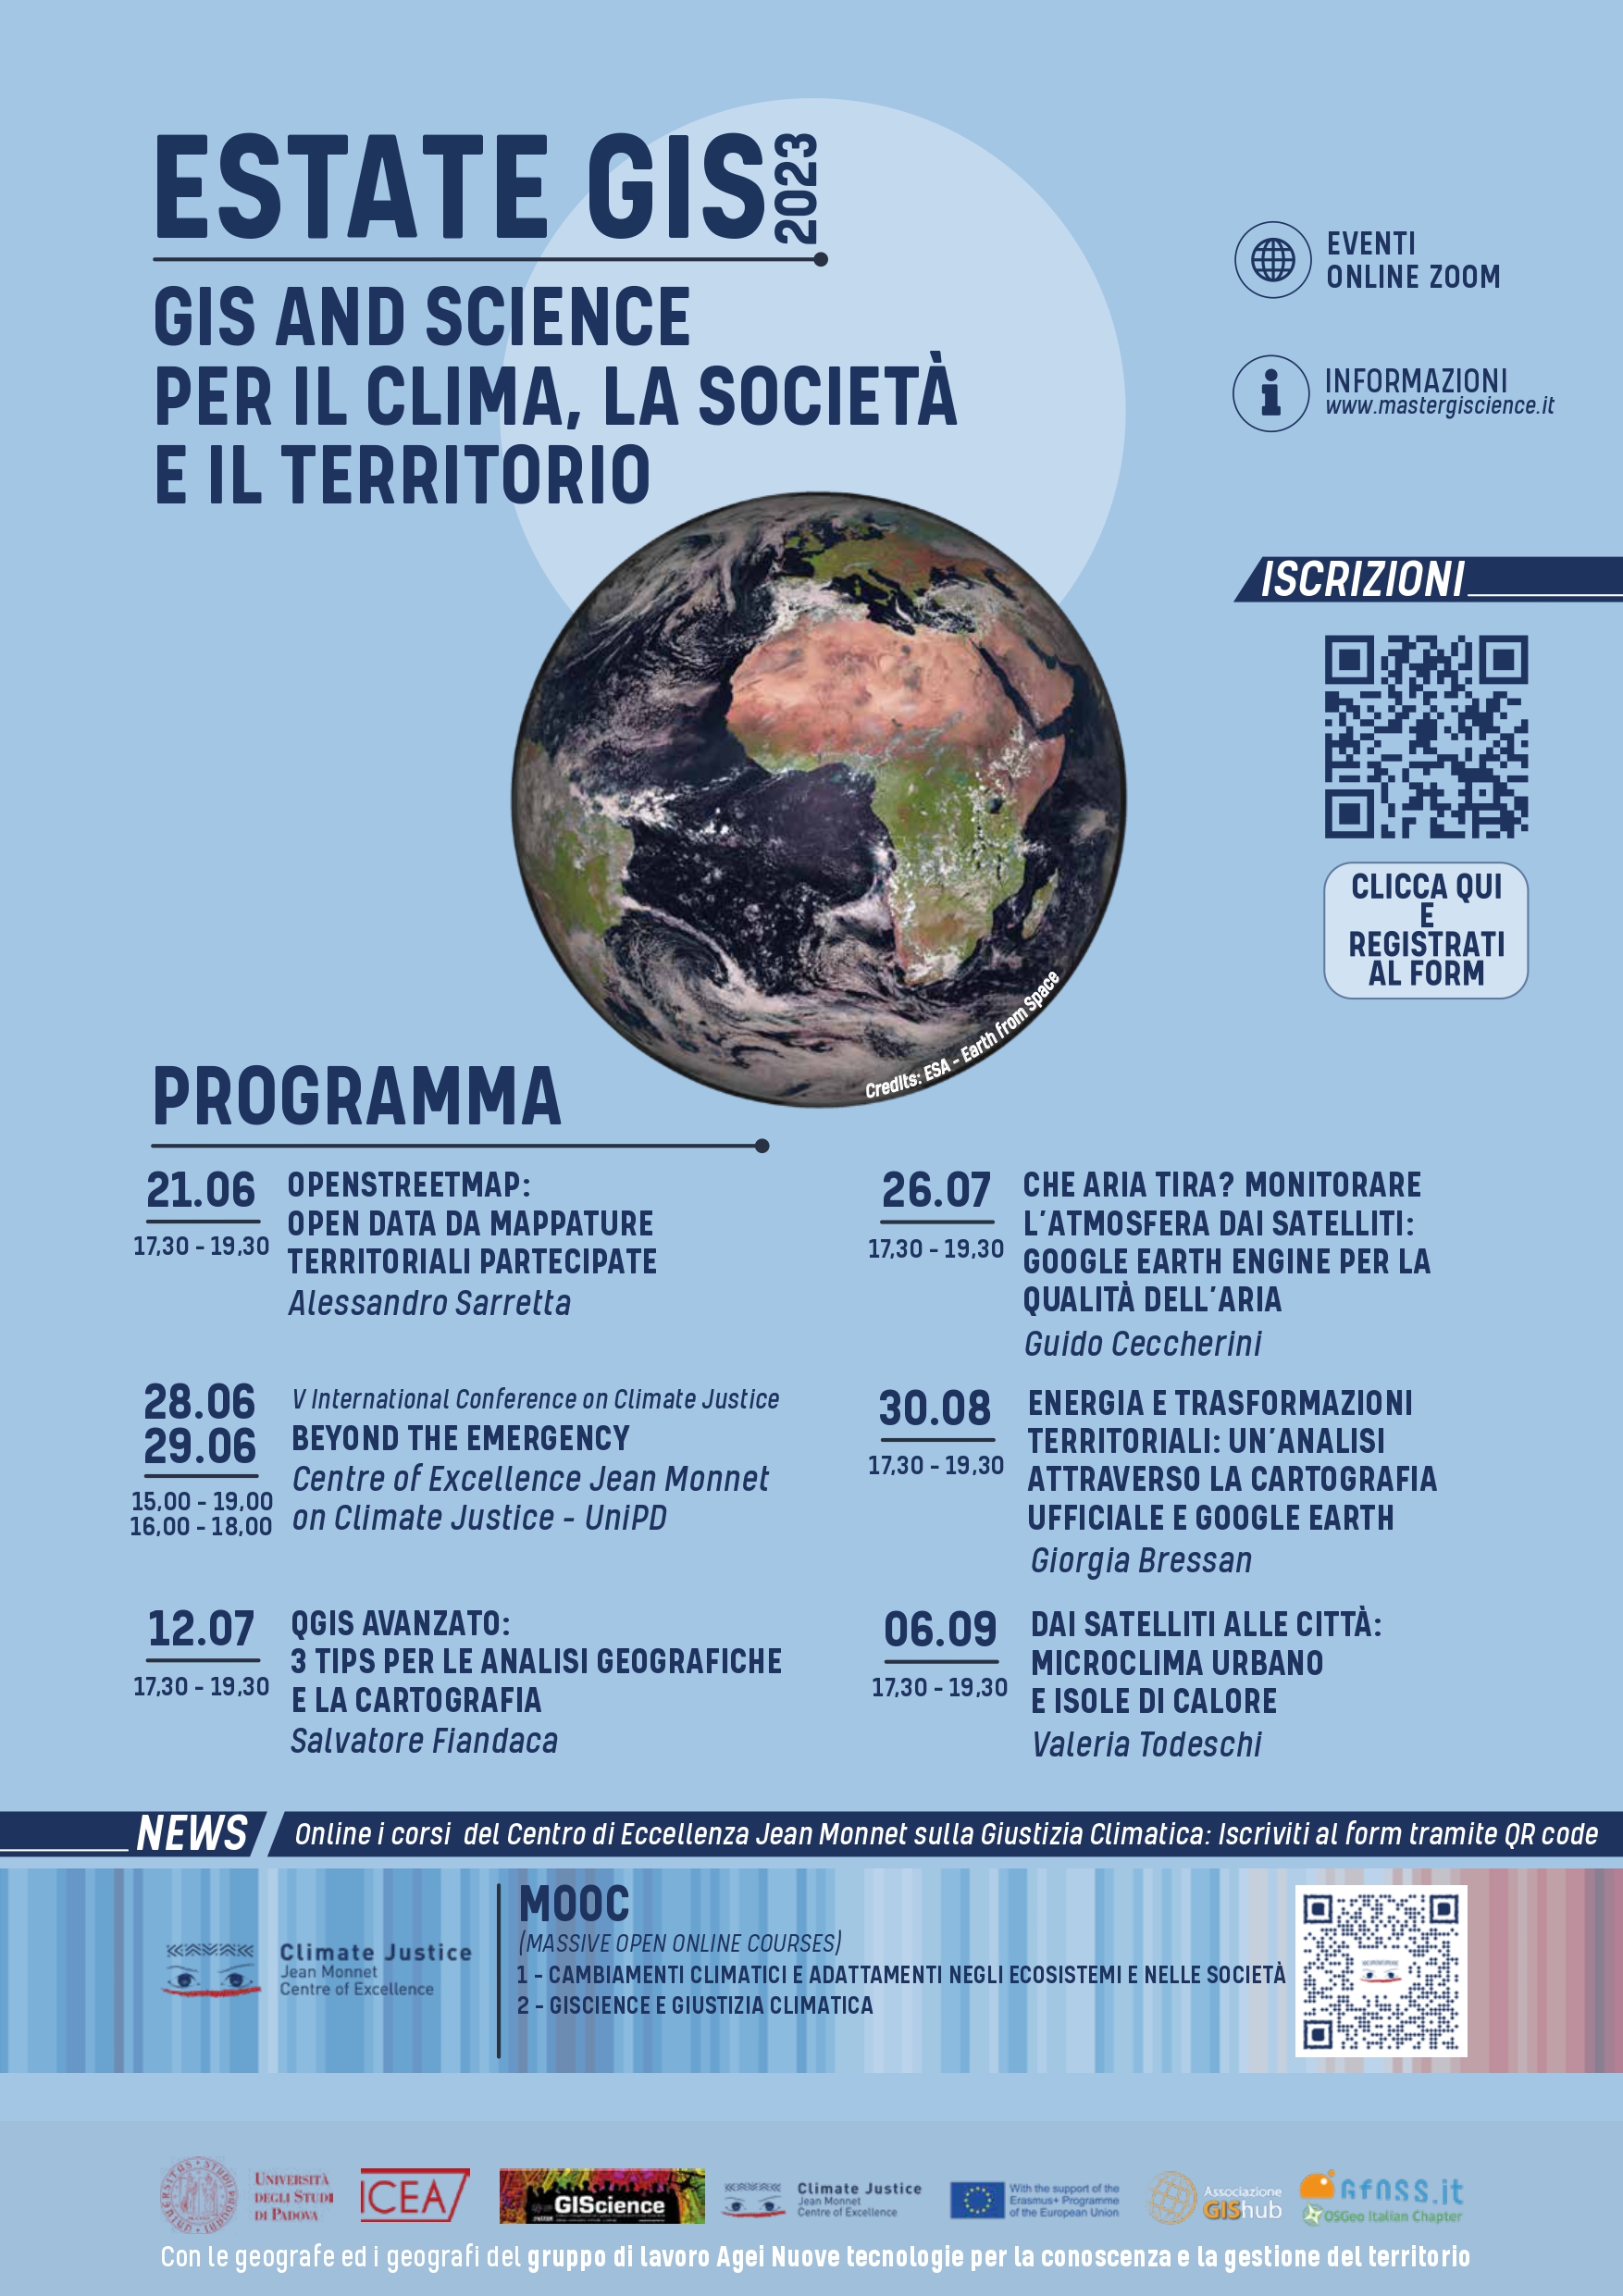 ESTATE GIS 2023
GIS AND SCIENCE
PER IL CLIMA, LA SOCIETÀ
E IL TERRITORIO
EVENTI
ONLINE ZOOM
INFORMAZIONI
www.mastergiscience.it
ISCRIZIONI
CLICCA QUI
E
REGISTRATI
AL FORM
Credits: ESA - Earth from Space
PROGRAMMA
21.06
17,30 - 19,30
OPENSTREETMAP:
OPEN DATA DA MAPPATURE
TERRITORIALI PARTECIPATE
Alessandro Sarretta
28.06
29.06
15,00 - 19,00
16,00 - 18,00
V International Conference on Climate Justice
BEYOND THE EMERGENCY
Centre of Excellence Jean Monnet
on Climate Justice - UniPD
12.07
17,30 - 19,30
QGIS AVANZATO:
3 TIPS PER LE ANALISI GEOGRAFICHE
E LA CARTOGRAFIA
Salvatore Fiandaca
26.07
17,30 - 19,30
CHE ARIA TIRA? MONITORARE
L'ATMOSFERA DAI SATELLITI:
GOOGLE EARTH ENGINE PER LA
QUALITÀ DELL'ARIA
Guido Ceccherini
30.08
17,30 - 19,30
ENERGIA E TRASFORMAZIONI
TERRITORIALI: UN'ANALISI
ATTRAVERSO LA CARTOGRAFIA
UFFICIALE E GOOGLE EARTH
Giorgia Bressan
06.09
17,30 - 19,30
DAI SATELLITI ALLE CITTÀ:
MICROCLIMA URBANO
E ISOLE DI CALORE
Valeria Todeschi
NEWS
Online i corsi del Centro di Eccellenza Jean Monnet sulla Giustizia Climatica: Iscriviti al form tramite QR code
Climate Justice
Jean Monnet
Centre of Excellence
MOOC
(MASSIVE OPEN ONLINE COURSES)
1 - CAMBIAMENTI CLIMATICI E ADATTAMENTI NEGLI ECOSISTEMI E NELLE SOCIETÀ
2 - GISCIENCE E GIUSTIZIA CLIMATICA
UNIVERSITÀ
DEGLI STUDI
DI PADOVA
ICEA
GIScience
Climate Justice
Jean Monnet
Centre of Excellence
With the support of the
Erasmus+ Programme
of the European Union
Associazione
GIShub
GFOSS.it
OSGeo Italian Chapter
Con le geografe ed i geografi del gruppo di lavoro Agei Nuove tecnologie per la conoscenza e la gestione del territorio